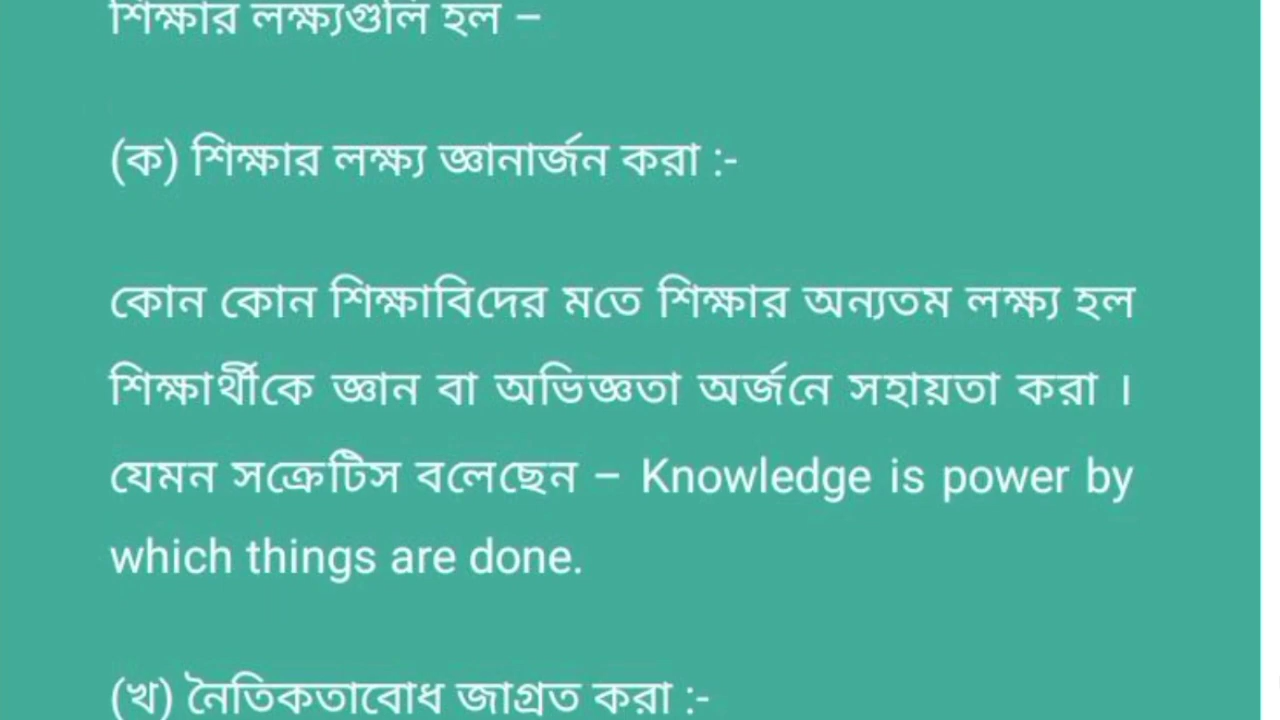 শিক্ষার লক্ষ্যগুলি হল –
(ক) শিক্ষার লক্ষ্য জ্ঞানার্জন করা :-
কোন কোন শিক্ষাবিদের মতে শিক্ষার অন্যতম লক্ষ্য হল
শিক্ষার্থীকে জ্ঞান বা অভিজ্ঞতা অর্জনে সহায়তা করা ।
যেমন সক্রেটিস বলেছেন – Knowledge is power by
which things are done.
(খ) নৈতিকতাবোধ জাগ্রত করা :-